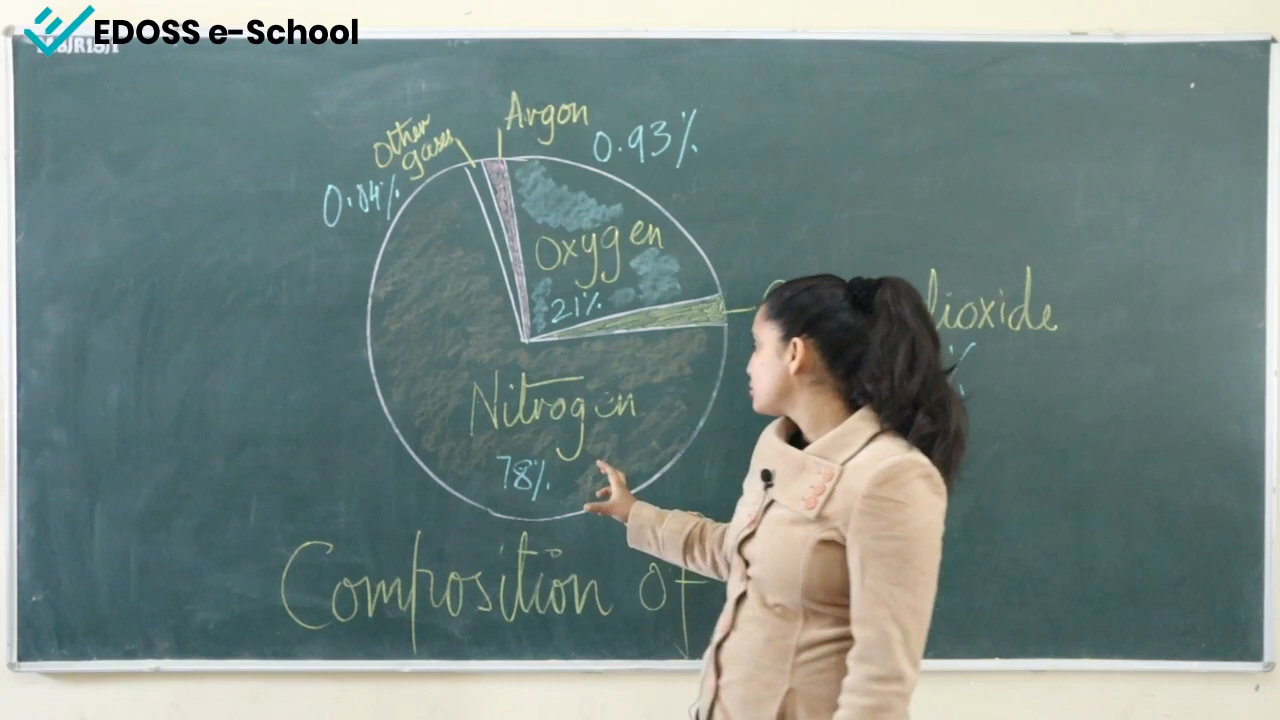 EDOSS e-School
Argon
0.93%
Other
gases
0.04%
Oxygen
21%
dioxide
%
Nitrogen
78%
Composition of